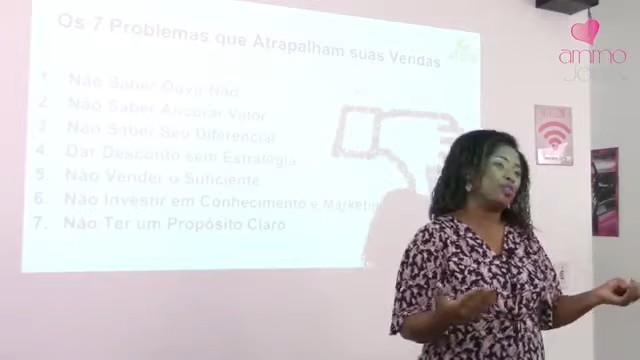 Os 7 Problemas que Atrapalham suas Vendas
1. Não Saber Ouvir Não
2. Não Saber Ancorar Valor
3. Não Saber Seu Diferencial
4. Dar Desconto sem Estratégia
5. Não Vender o Suficiente
6. Não Investir em Conhecimento e Marketin
7. Não Ter um Propósito Claro
ammo